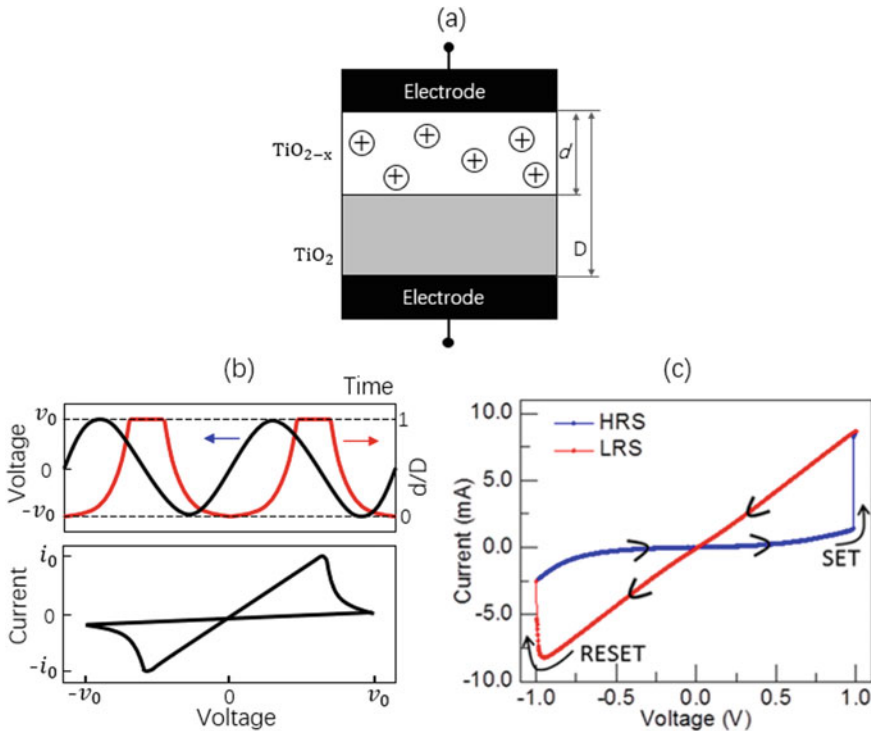 (a)
Electrode
TiO₂₋ₓ
d
TiO₂
D
Electrode
(b)
Time
Voltage
v₀
0
-v₀
1
0
d/D
Current
i₀
0
-i₀
-v₀
0
v₀
Voltage
(c)
Current (mA)
10.0
5.0
0.0
-5.0
-10.0
HRS
LRS
SET
RESET
-1.0
-0.5
0.0
0.5
1.0
Voltage (V)